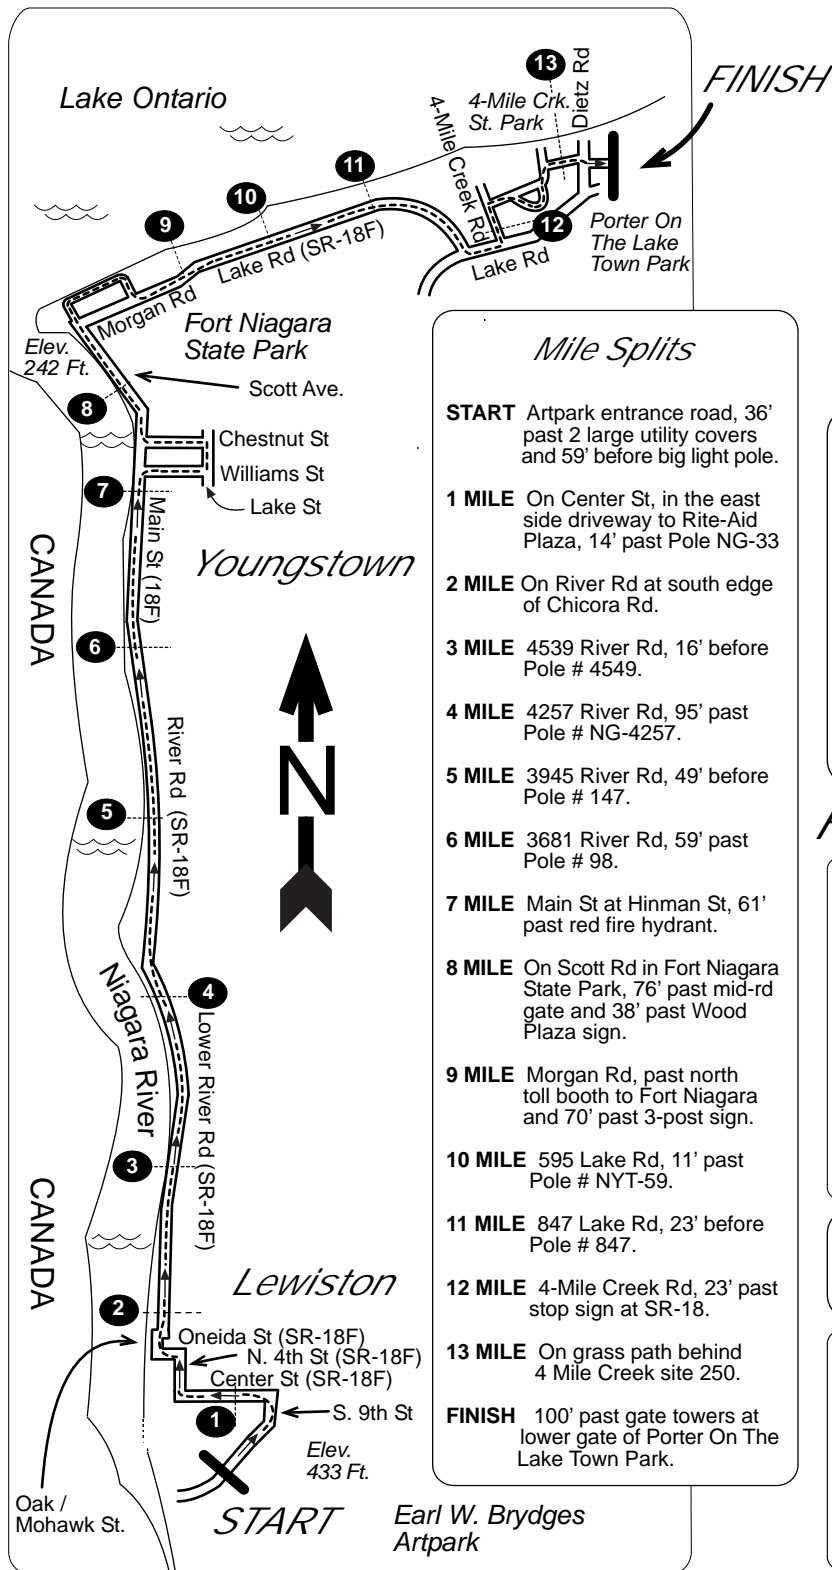 13
Dietz Rd
FINISH
Lake Ontario
4-Mile Crk.
St. Park
4-Mile Creek Rd
11
10
9
12
Porter On
The Lake
Town Park
Lake Rd (SR-18F)
Lake Rd
Morgan Rd
Fort Niagara
State Park
Elev.
242 Ft.
Scott Ave.
8
Chestnut St
Williams St
Lake St
7
Main St (18F)
CANADA
Youngstown
6
N
River Rd (SR-18F)
5
Niagara River
4
Lower River Rd (SR-18F)
3
CANADA
Lewiston
2
Oneida St (SR-18F)
N. 4th St (SR-18F)
Center St (SR-18F)
1
S. 9th St
Elev.
433 Ft.
Oak /
Mohawk St.
START
Earl W. Brydges
Artpark
Mile Splits
START Artpark entrance road, 36’
past 2 large utility covers
and 59’ before big light pole.
1 MILE On Center St, in the east
side driveway to Rite-Aid
Plaza, 14’ past Pole NG-33
2 MILE On River Rd at south edge
of Chicora Rd.
3 MILE 4539 River Rd, 16’ before
Pole # 4549.
4 MILE 4257 River Rd, 95’ past
Pole # NG-4257.
5 MILE 3945 River Rd, 49’ before
Pole # 147.
6 MILE 3681 River Rd, 59’ past
Pole # 98.
7 MILE Main St at Hinman St, 61’
past red fire hydrant.
8 MILE On Scott Rd in Fort Niagara
State Park, 76’ past mid-rd
gate and 38’ past Wood
Plaza sign.
9 MILE Morgan Rd, past north
toll booth to Fort Niagara
and 70’ past 3-post sign.
10 MILE 595 Lake Rd, 11’ past
Pole # NYT-59.
11 MILE 847 Lake Rd, 23’ before
Pole # 847.
12 MILE 4-Mile Creek Rd, 23’ past
stop sign at SR-18.
13 MILE On grass path behind
4 Mile Creek site 250.
FINISH 100’ past gate towers at
lower gate of Porter On The
Lake Town Park.